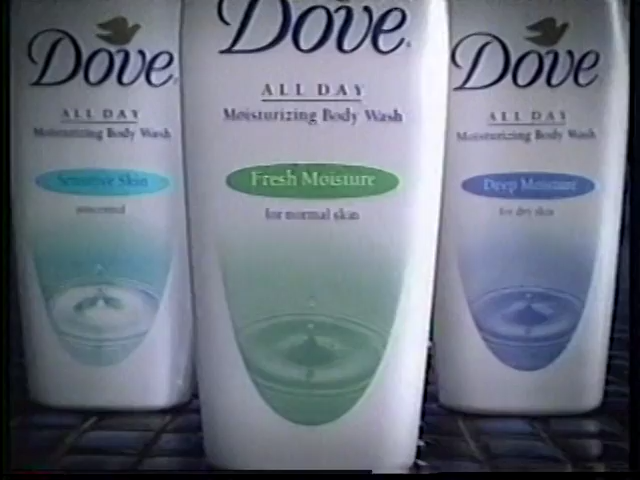 Dove
ALL DAY
Moisturizing Body Wash
Sensitive Skin
unscented
Dove
ALL DAY
Moisturizing Body Wash
Fresh Moisture
for normal skin
Dove
ALL DAY
Moisturizing Body Wash
Deep Moisture
for dry skin